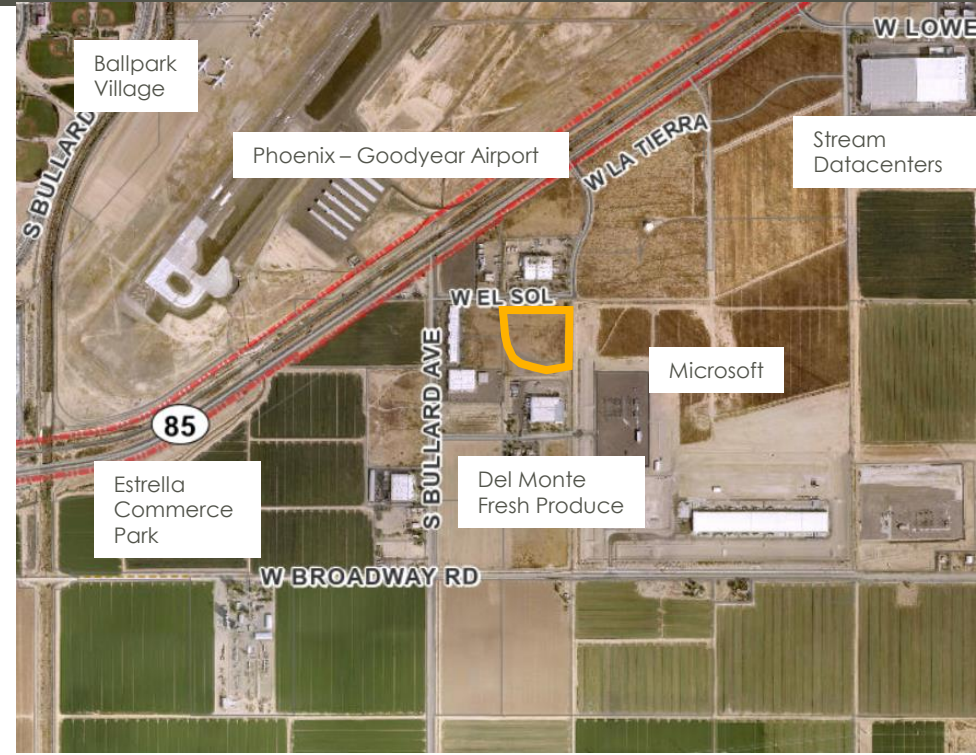 W LOWE
Ballpark
Village
S BULLARD
Phoenix – Goodyear Airport
Stream
Datacenters
W LA TIERRA
W EL SOL
S BULLARD AVE
Microsoft
85
Estrella
Commerce
Park
Del Monte
Fresh Produce
W BROADWAY RD